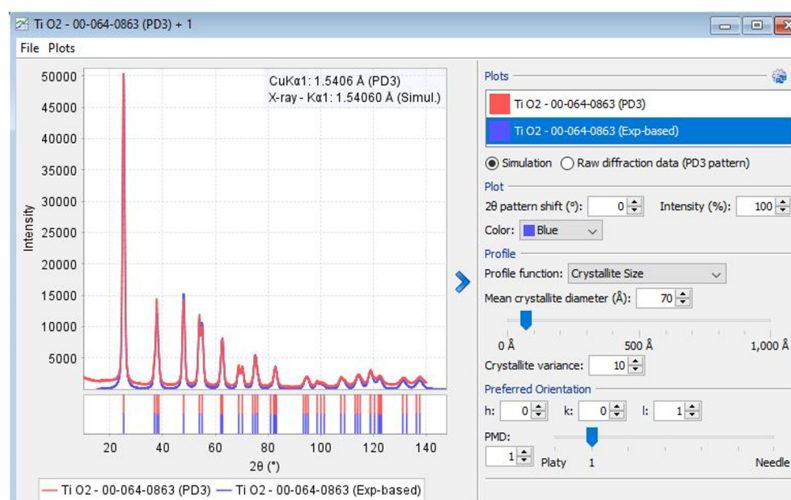 Ti O2 - 00-064-0863 (PD3) + 1
File Plots
CuKα1: 1.5406 Å (PD3)
X-ray - Kα1: 1.54060 Å (Simul.)
50000
45000
40000
35000
30000
25000
20000
15000
10000
5000
Intensity
20 40 60 80 100 120 140
2θ (°)
Ti O2 - 00-064-0863 (PD3) Ti O2 - 00-064-0863 (Exp-based)
Plots
Ti O2 - 00-064-0863 (PD3)
Ti O2 - 00-064-0863 (Exp-based)
Simulation Raw diffraction data (PD3 pattern)
Plot
2θ pattern shift (°): 0 Intensity (%): 100
Color: Blue
Profile
Profile function: Crystallite Size
Mean crystallite diameter (Å): 70
0 Å 500 Å 1,000 Å
Crystallite variance: 10
Preferred Orientation
h: 0 k: 0 l: 1
PMD:
1 Platy 1 Needle